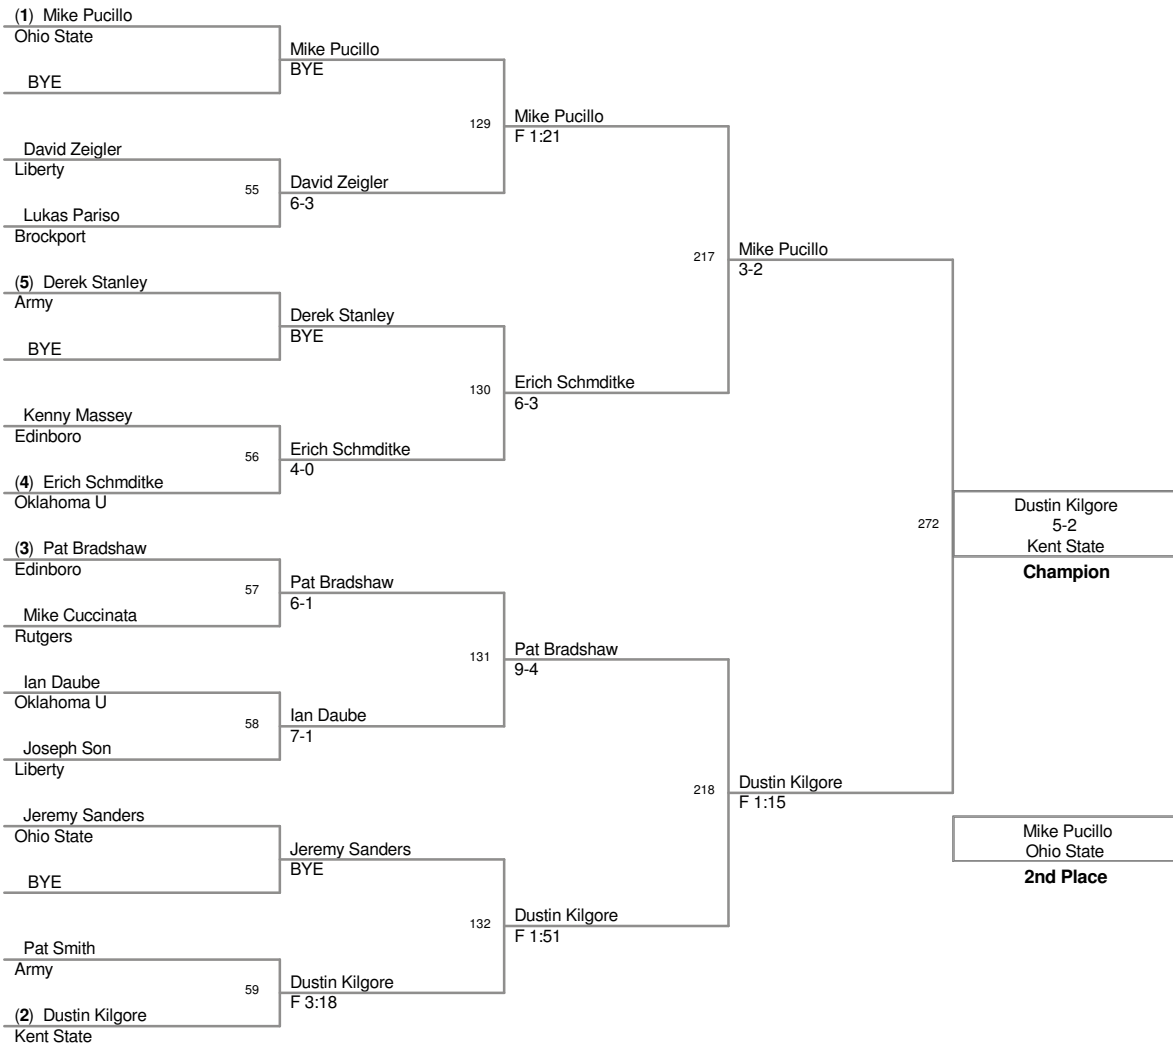 (1) Mike Pucillo
Ohio State
BYE
David Zeigler
Liberty
55
Lukas Pariso
Brockport
(5) Derek Stanley
Army
BYE
Kenny Massey
Edinboro
56
(4) Erich Schmditke
Oklahoma U
(3) Pat Bradshaw
Edinboro
57
Mike Cuccinata
Rutgers
Ian Daube
Oklahoma U
58
Joseph Son
Liberty
Jeremy Sanders
Ohio State
BYE
Pat Smith
Army
59
(2) Dustin Kilgore
Kent State
Mike Pucillo
BYE
129
David Zeigler
6-3
Derek Stanley
BYE
130
Erich Schmditke
4-0
Pat Bradshaw
6-1
131
Ian Daube
7-1
Jeremy Sanders
BYE
132
Dustin Kilgore
F 3:18
Mike Pucillo
F 1:21
217
Erich Schmditke
6-3
Pat Bradshaw
9-4
218
Dustin Kilgore
F 1:51
Mike Pucillo
3-2
272
Dustin Kilgore
F 1:15
Dustin Kilgore
5-2
Kent State
Champion
Mike Pucillo
Ohio State
2nd Place